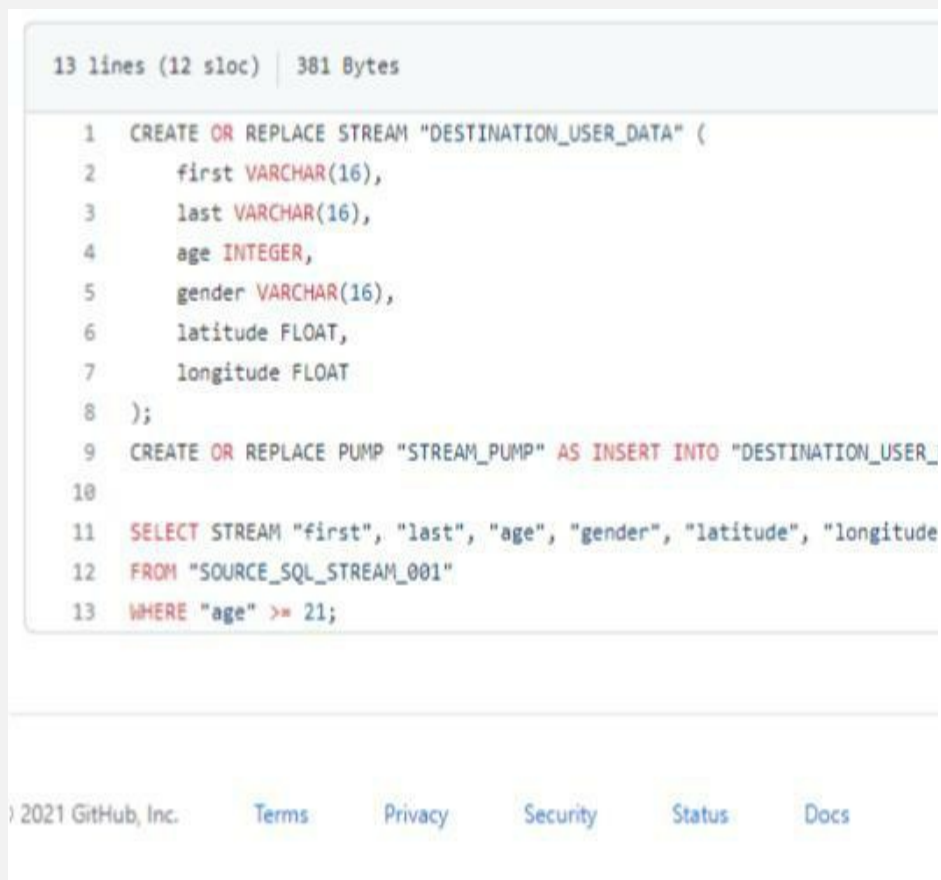 13 lines (12 sloc) | 381 Bytes
1 CREATE OR REPLACE STREAM "DESTINATION_USER_DATA" (
2 first VARCHAR(16),
3 last VARCHAR(16),
4 age INTEGER,
5 gender VARCHAR(16),
6 latitude FLOAT,
7 longitude FLOAT
8 );
9 CREATE OR REPLACE PUMP "STREAM_PUMP" AS INSERT INTO "DESTINATION_USER_
10
11 SELECT STREAM "first", "last", "age", "gender", "latitude", "longitude
12 FROM "SOURCE_SQL_STREAM_001"
13 WHERE "age" >= 21;
2021 GitHub, Inc. Terms Privacy Security Status Docs